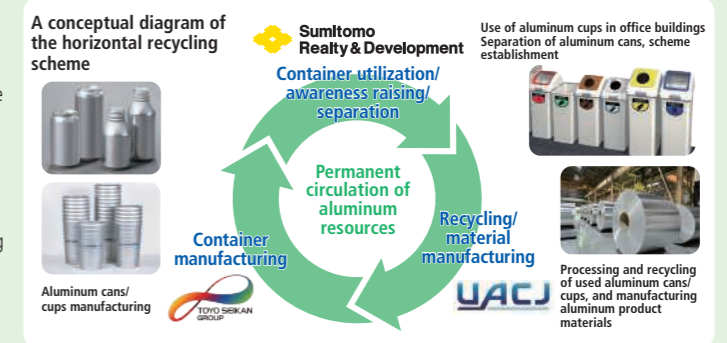 A conceptual diagram of
the horizontal recycling
scheme
Sumitomo
Realty & Development
Use of aluminum cups in office buildings
Separation of aluminum cans, scheme
establishment
Container utilization/
awareness raising/
separation
Permanent
circulation of
aluminum
resources
Recycling/
material
manufacturing
Container
manufacturing
Aluminum cans/
cups manufacturing
TOYO SEIKAN
GROUP
UACJ
Processing and recycling
of used aluminum cans/
cups, and manufacturing
aluminum product
materials